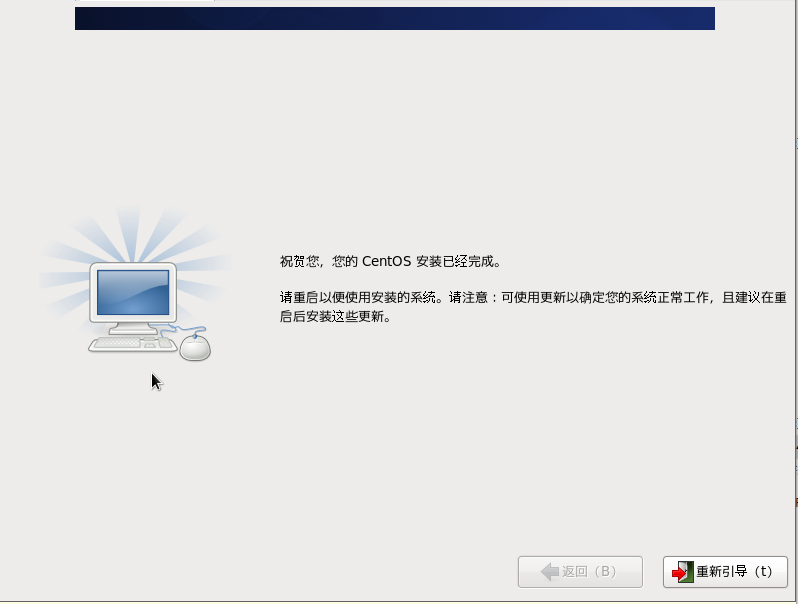 祝贺您，您的 CentOS 安装已经完成。
请重启以便使用安装的系统。请注意：可使用更新以确定您的系统正常工作，且建议在重
启后安装这些更新。
返回（B）
重新引导（t）